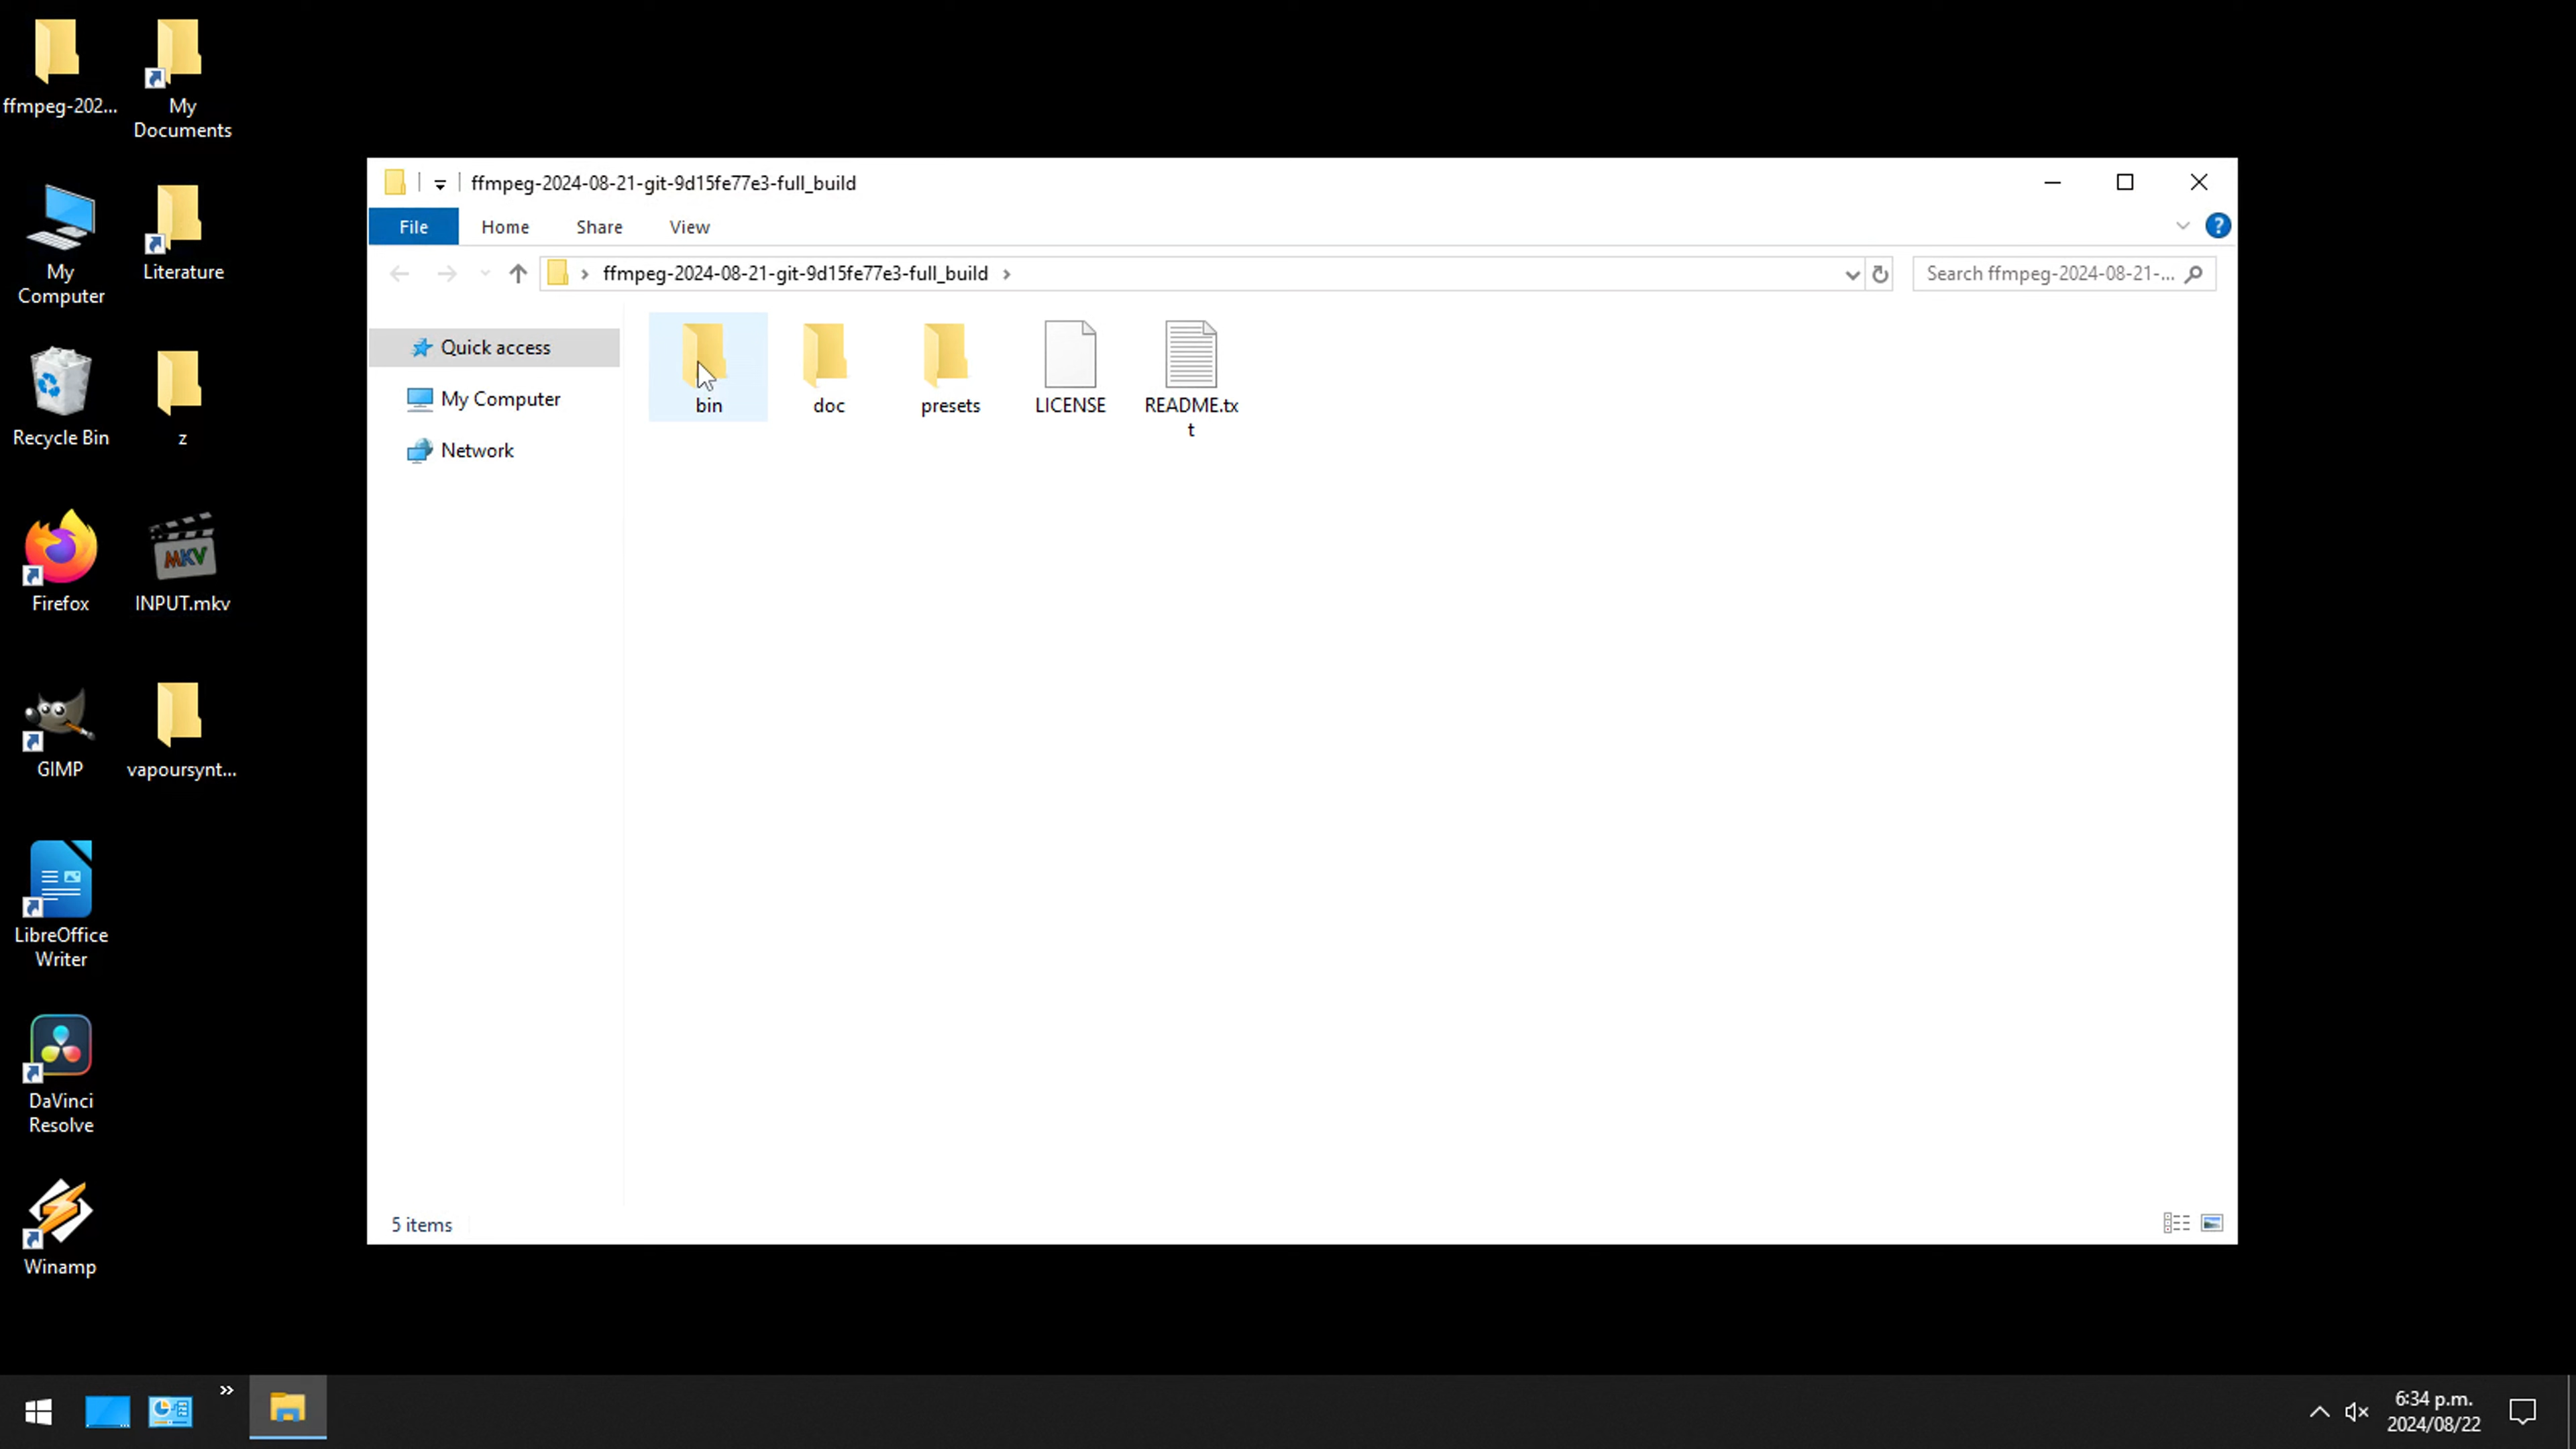 ffmpeg-202...
My
Documents
My
Computer
Literature
Recycle Bin
z
Firefox
MKV
INPUT.mkv
GIMP
vapoursynt...
LibreOffice
Writer
DaVinci
Resolve
Winamp
ffmpeg-2024-08-21-git-9d15fe77e3-full_build
File Home Share View
?
ffmpeg-2024-08-21-git-9d15fe77e3-full_build
Search ffmpeg-2024-08-21-...
Quick access
My Computer
Network
bin
doc
presets
LICENSE
README.tx
t
5 items
6:34 p.m.
2024/08/22